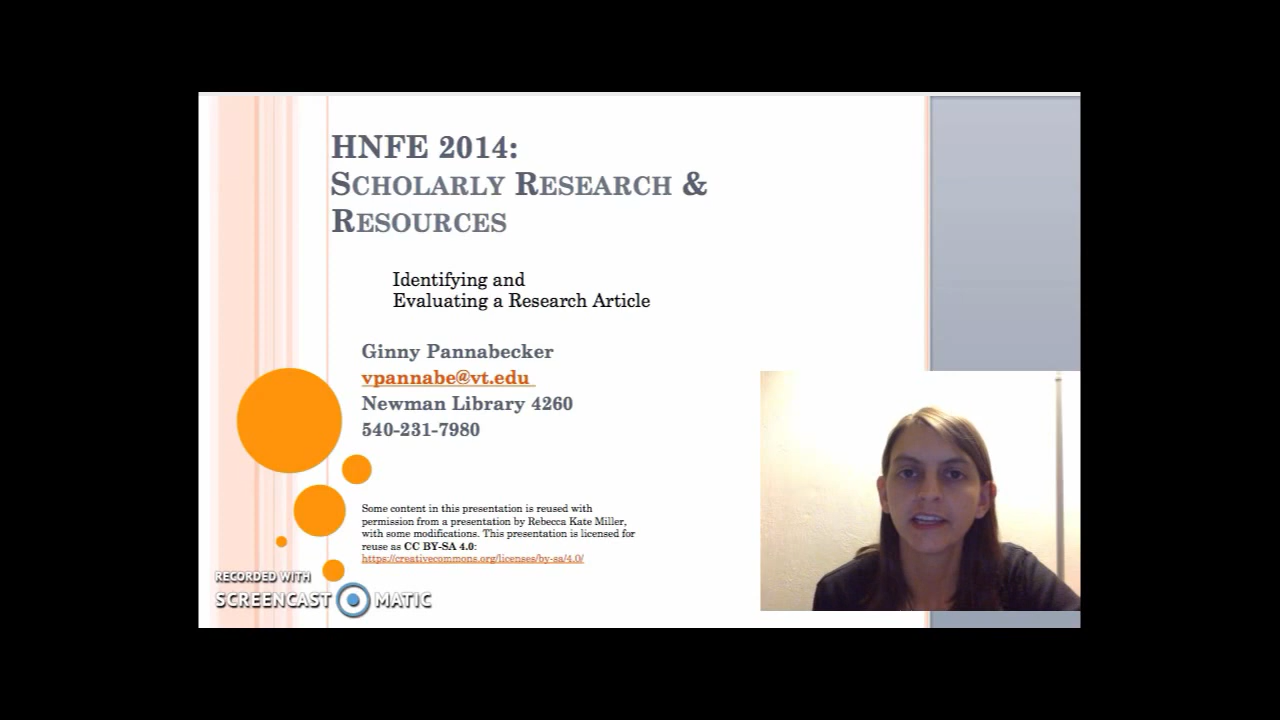 HNFE 2014:
SCHOLARLY RESEARCH &
RESOURCES
Identifying and
Evaluating a Research Article
Ginny Pannabecker
vpannabe@vt.edu
Newman Library 4260
540-231-7980
Some content in this presentation is reused with
permission from a presentation by Rebecca Kate Miller,
with some modifications. This presentation is licensed for
reuse as CC BY-SA 4.0:
https://creativecommons.org/licenses/by-sa/4.0/
RECORDED WITH
SCREENCAST MATIC